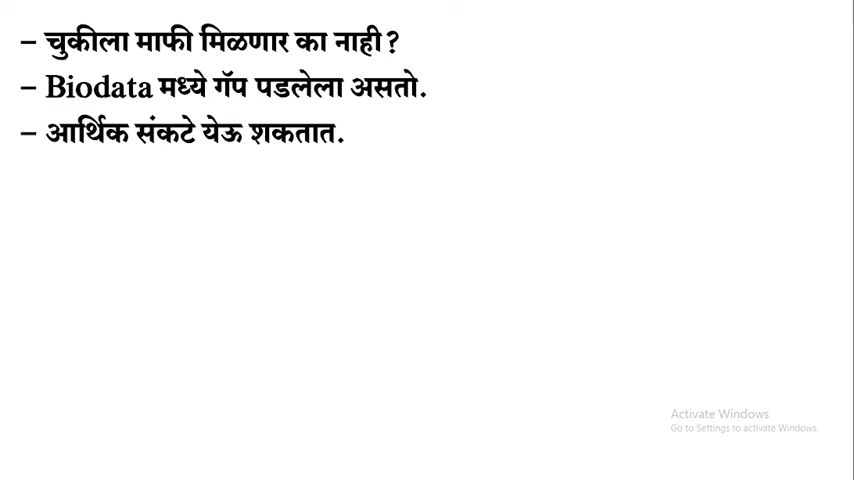 – चुकीला माफी मिळणार का नाही?
– Biodata मध्ये गॅप पडलेला असतो.
– आर्थिक संकटे येऊ शकतात.
Activate Windows
Go to Settings to activate Windows.